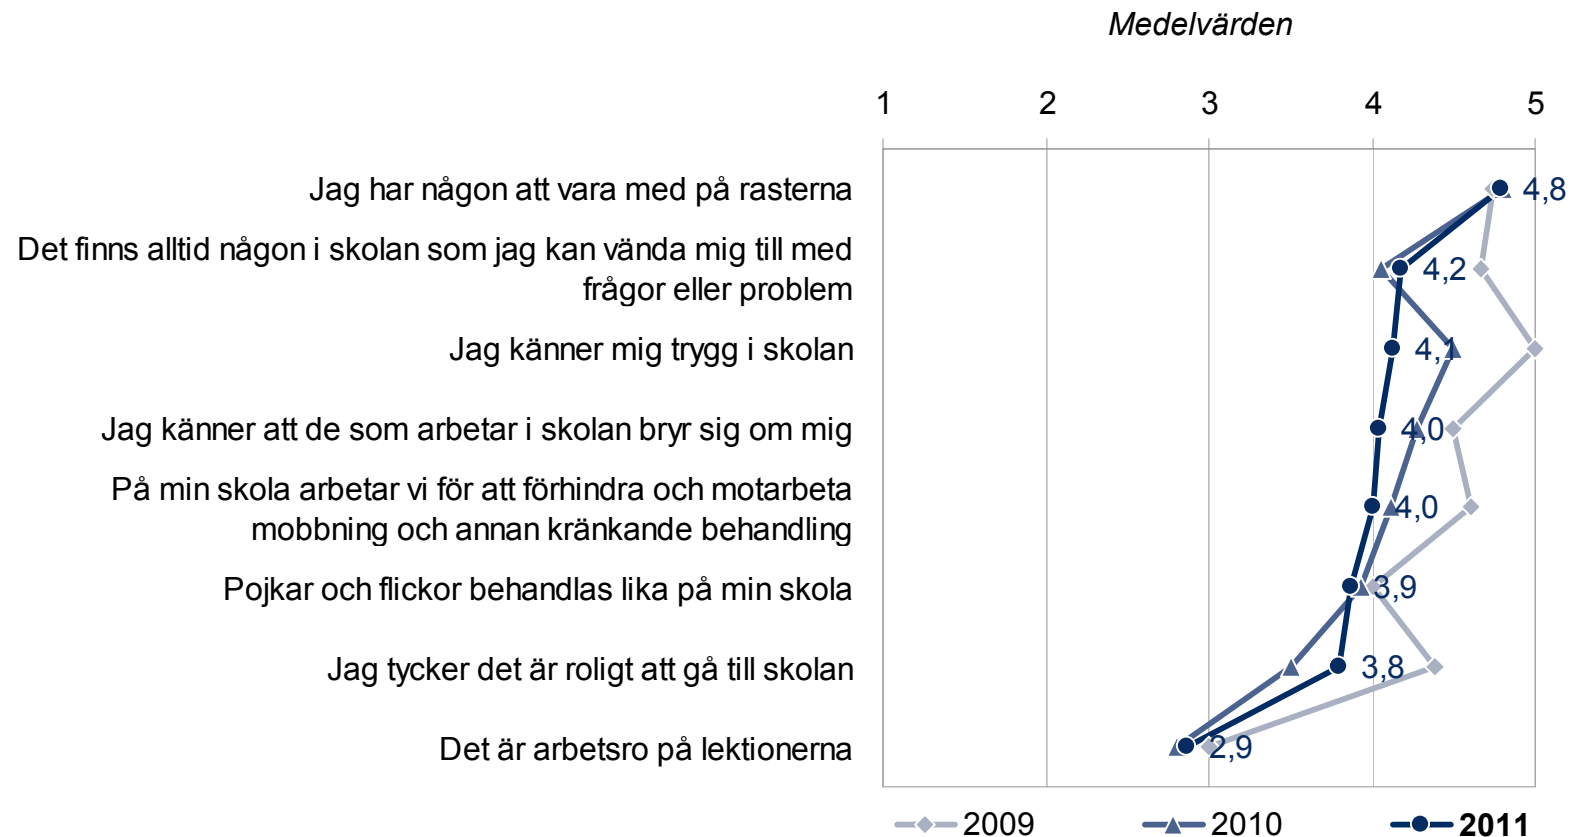 Medelvärden
1 2 3 4 5
Jag har någon att vara med på rasterna
4,8
Det finns alltid någon i skolan som jag kan vända mig till med
frågor eller problem
4,2
Jag känner mig trygg i skolan
4,1
Jag känner att de som arbetar i skolan bryr sig om mig
4,0
På min skola arbetar vi för att förhindra och motarbeta
mobbning och annan kränkande behandling
4,0
Pojkar och flickor behandlas lika på min skola
3,9
Jag tycker det är roligt att gå till skolan
3,8
Det är arbetsro på lektionerna
2,9
2009 2010 2011